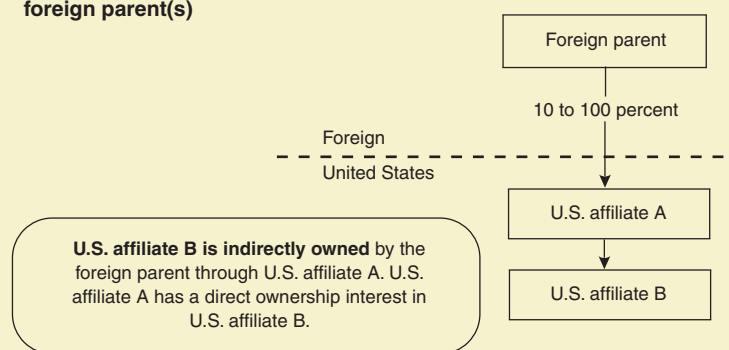 foreign parent(s)
Foreign parent
10 to 100 percent
Foreign
United States
U.S. affiliate A
U.S. affiliate B is indirectly owned by the
foreign parent through U.S. affiliate A. U.S.
affiliate A has a direct ownership interest in
U.S. affiliate B.
U.S. affiliate B